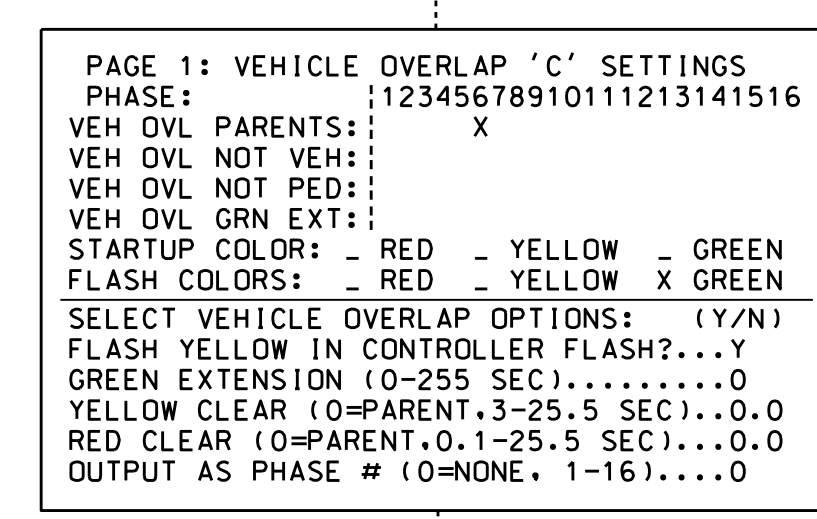 PAGE 1: VEHICLE OVERLAP 'C' SETTINGS
PHASE: ¦12345678910111213141516
VEH OVL PARENTS:¦ X
VEH OVL NOT VEH:¦
VEH OVL NOT PED:¦
VEH OVL GRN EXT:¦
STARTUP COLOR: _ RED _ YELLOW _ GREEN
FLASH COLORS: _ RED _ YELLOW X GREEN
SELECT VEHICLE OVERLAP OPTIONS: (Y/N)
FLASH YELLOW IN CONTROLLER FLASH?...Y
GREEN EXTENSION (0-255 SEC).........0
YELLOW CLEAR (0=PARENT,3-25.5 SEC)..0.0
RED CLEAR (0=PARENT,0.1-25.5 SEC)...0.0
OUTPUT AS PHASE # (0=NONE, 1-16)....0